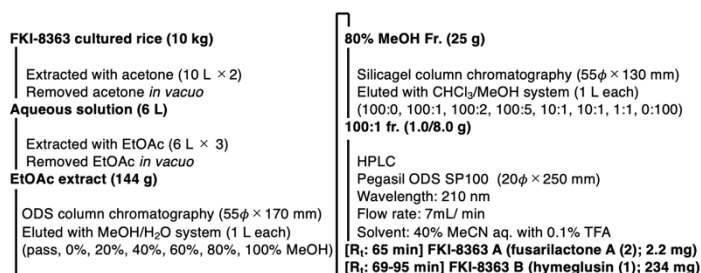 FKI-8363 cultured rice (10 kg)
Extracted with acetone (10 L × 2)
Removed acetone in vacuo
Aqueous solution (6 L)
Extracted with EtOAc (6 L × 3)
Removed EtOAc in vacuo
EtOAc extract (144 g)
ODS column chromatography (55ϕ × 170 mm)
Eluted with MeOH/H₂O system (1 L each)
(pass, 0%, 20%, 40%, 60%, 80%, 100% MeOH)
80% MeOH Fr. (25 g)
Silicagel column chromatography (55ϕ × 130 mm)
Eluted with CHCl₃/MeOH system (1 L each)
(100:0, 100:1, 100:2, 100:5, 10:1, 10:1, 1:1, 0:100)
100:1 fr. (1.0/8.0 g)
HPLC
Pegasil ODS SP100 (20ϕ × 250 mm)
Wavelength: 210 nm
Flow rate: 7mL/ min
Solvent: 40% MeCN aq. with 0.1% TFA
[Rₜ: 65 min] FKI-8363 A (fusarilactone A (2); 2.2 mg)
[Rₜ: 69-95 min] FKI-8363 B (hymeglusin (1); 234 mg)